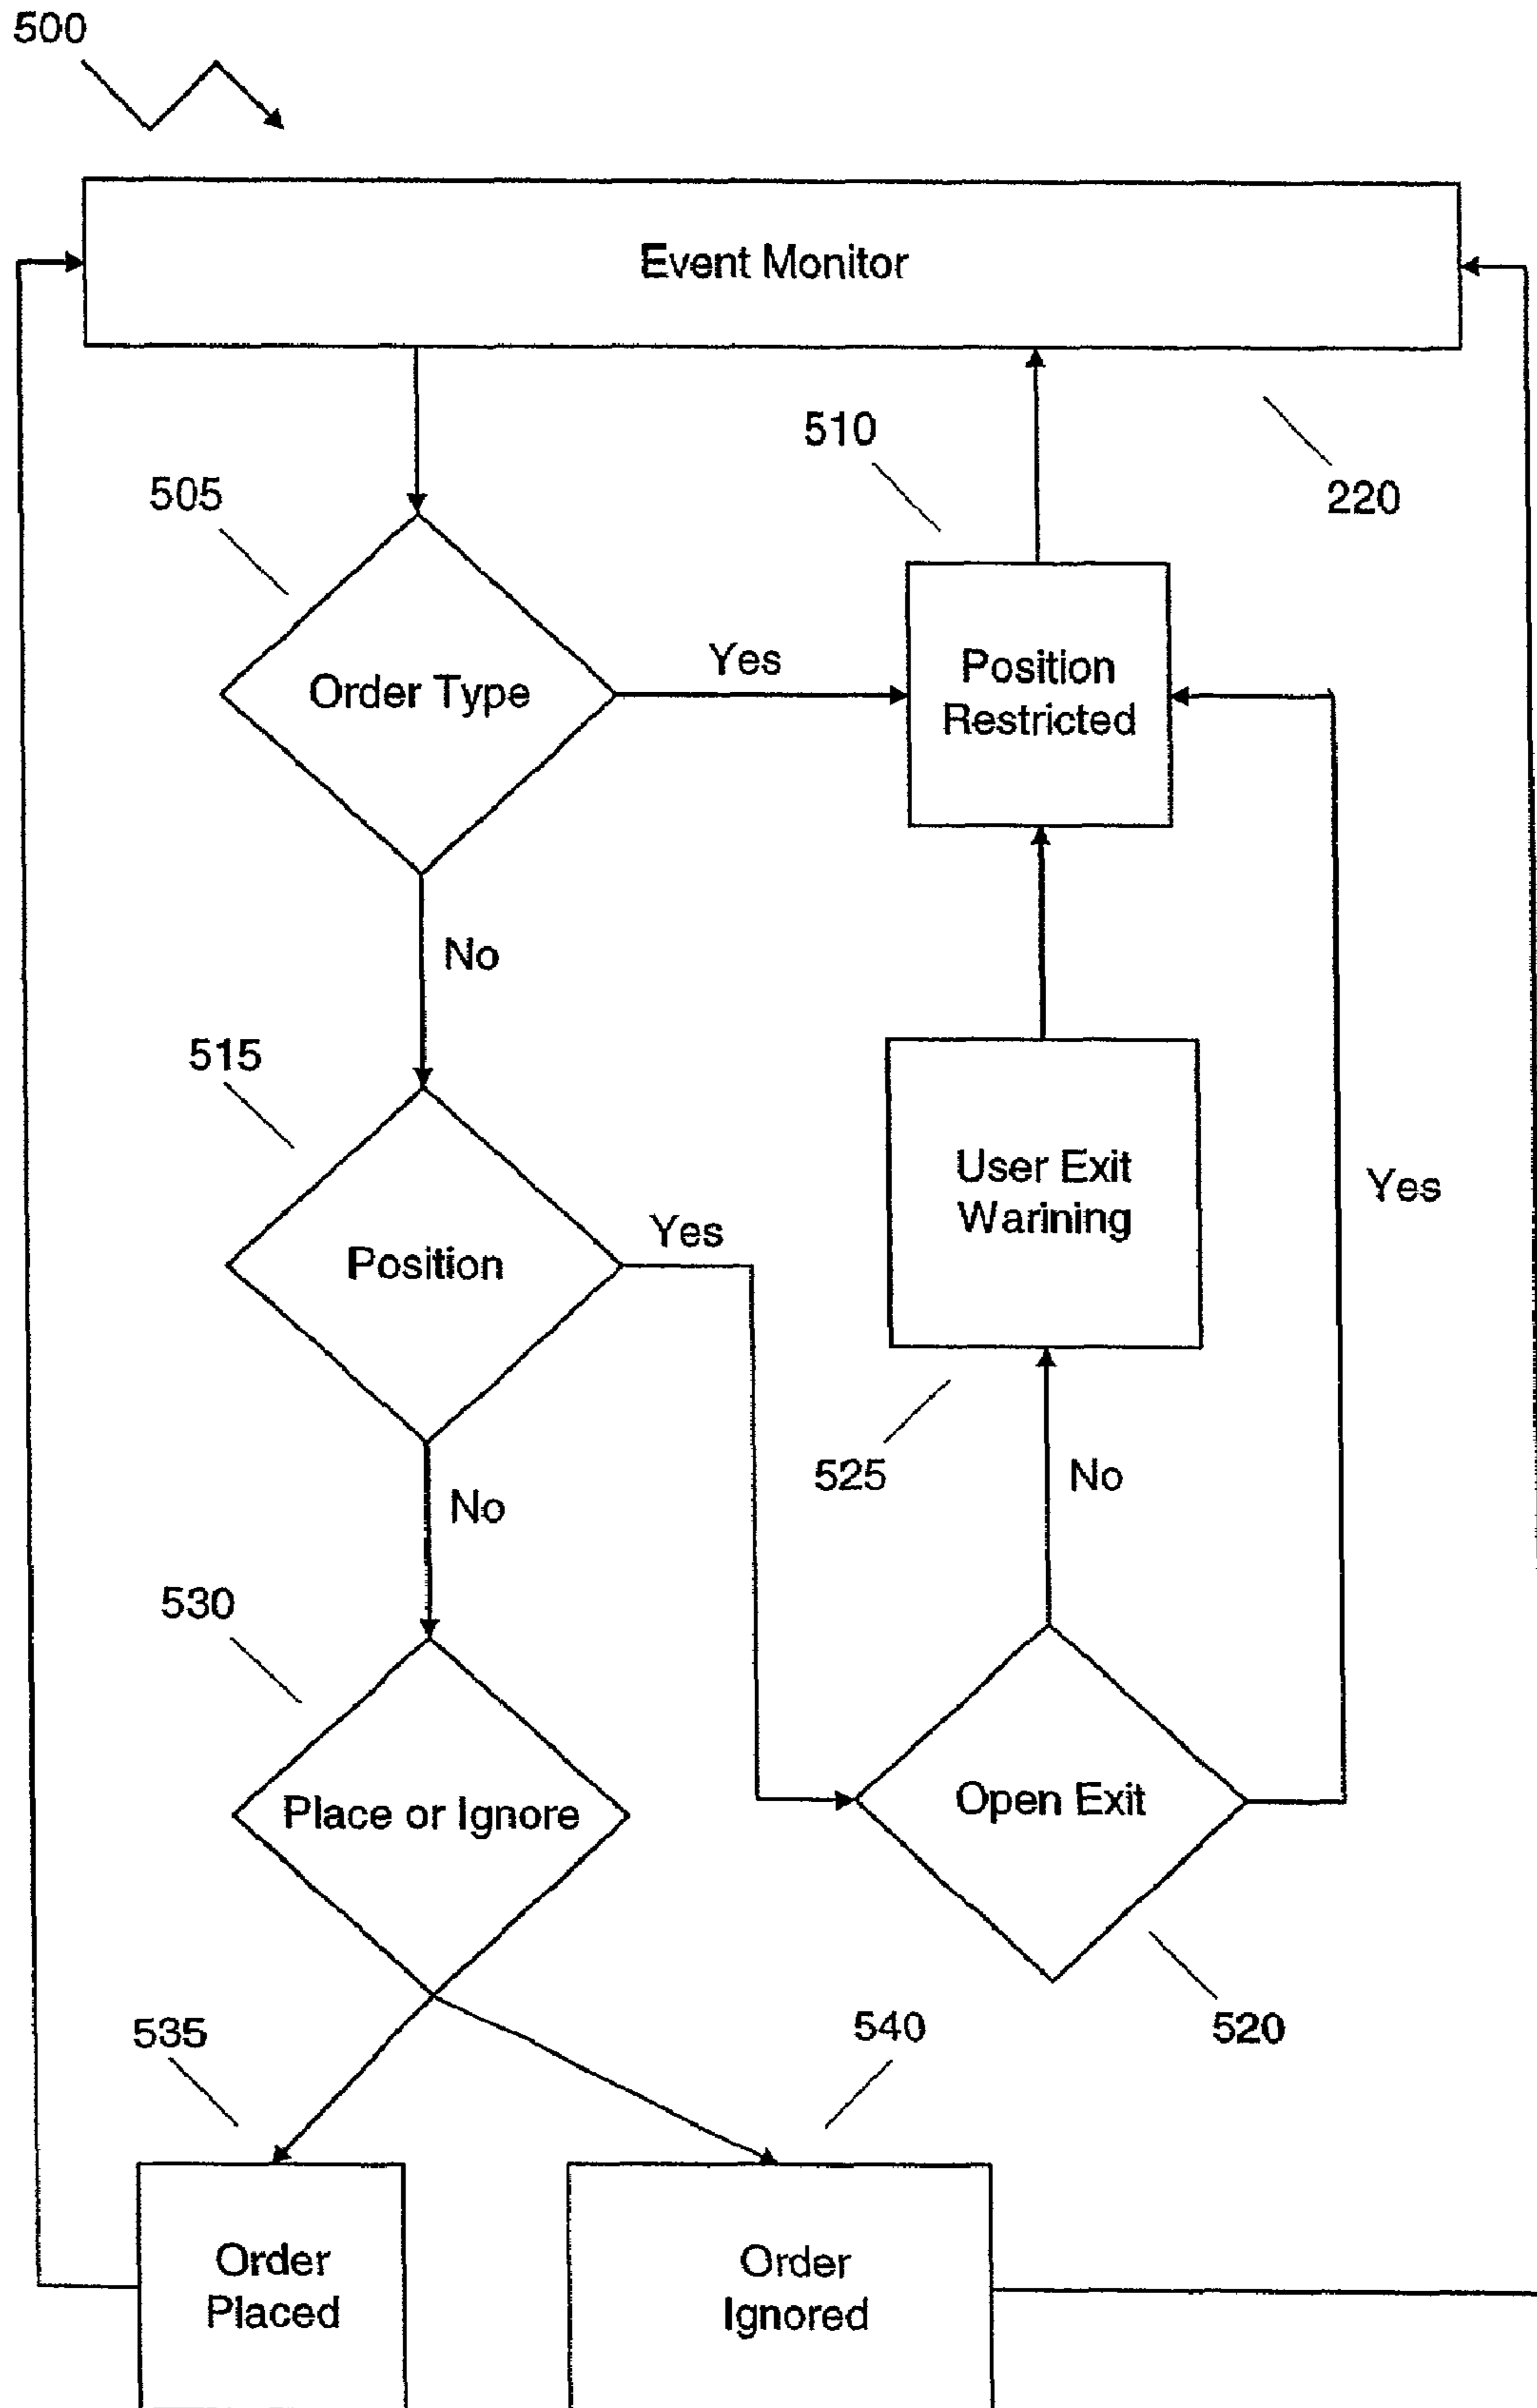 500
Event Monitor
510
220
505
Yes
Position
Restricted
Order Type
No
515
User Exit
Warining
Yes
Yes
Position
525
No
No
530
Open Exit
Place or Ignore
535
540
520
Order
Placed
Order
Ignored